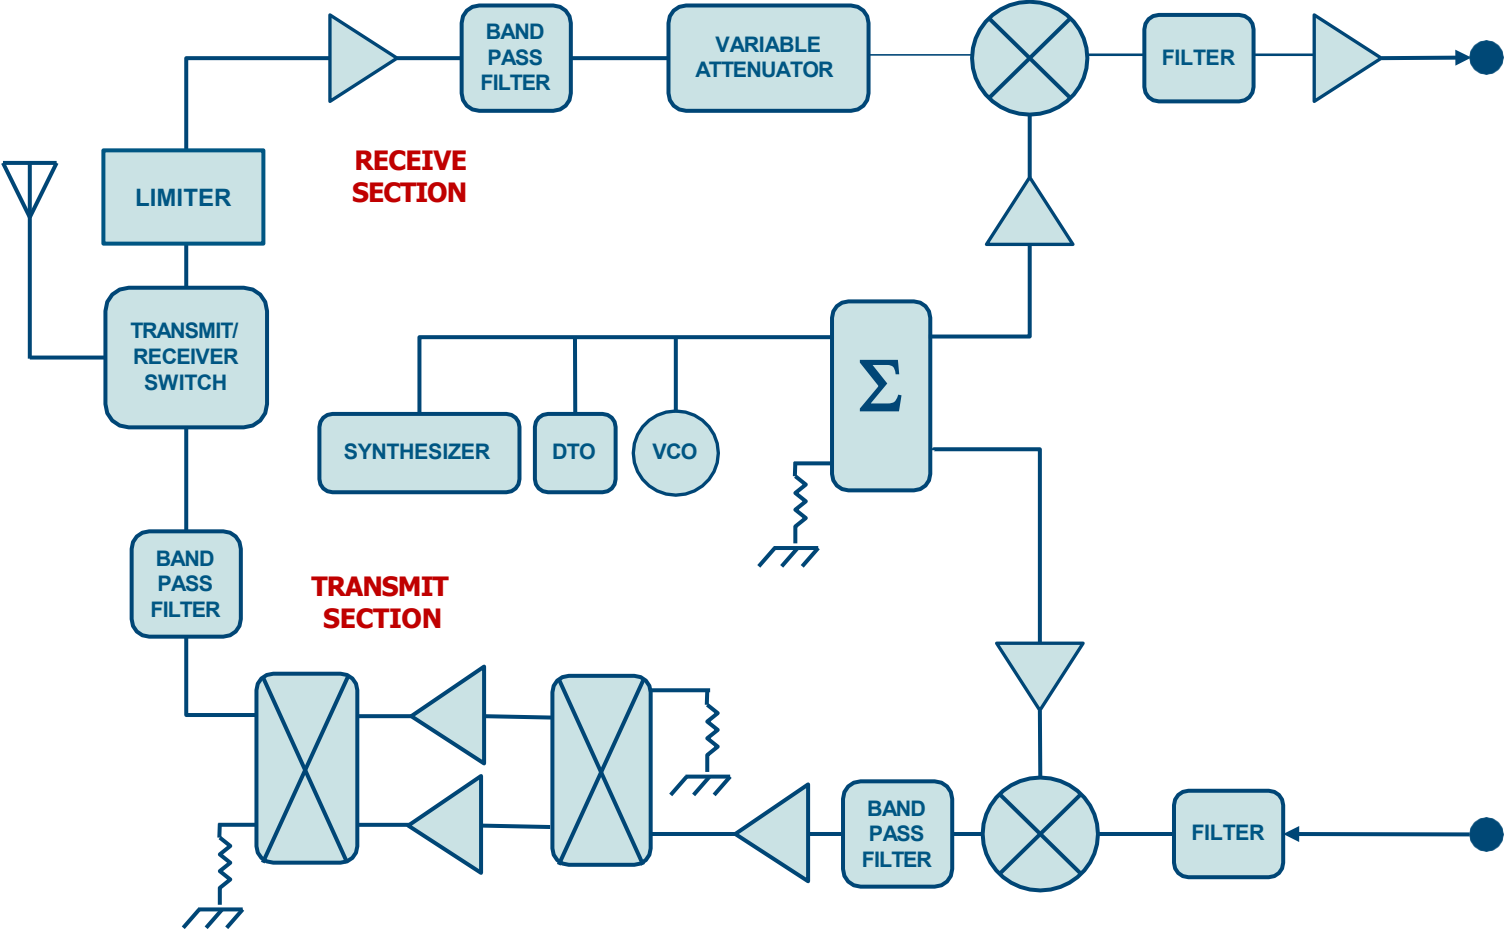 BAND
PASS
FILTER
VARIABLE
ATTENUATOR
FILTER
RECEIVE
SECTION
LIMITER
TRANSMIT/
RECEIVER
SWITCH
Σ
SYNTHESIZER
DTO
VCO
BAND
PASS
FILTER
TRANSMIT
SECTION
BAND
PASS
FILTER
FILTER